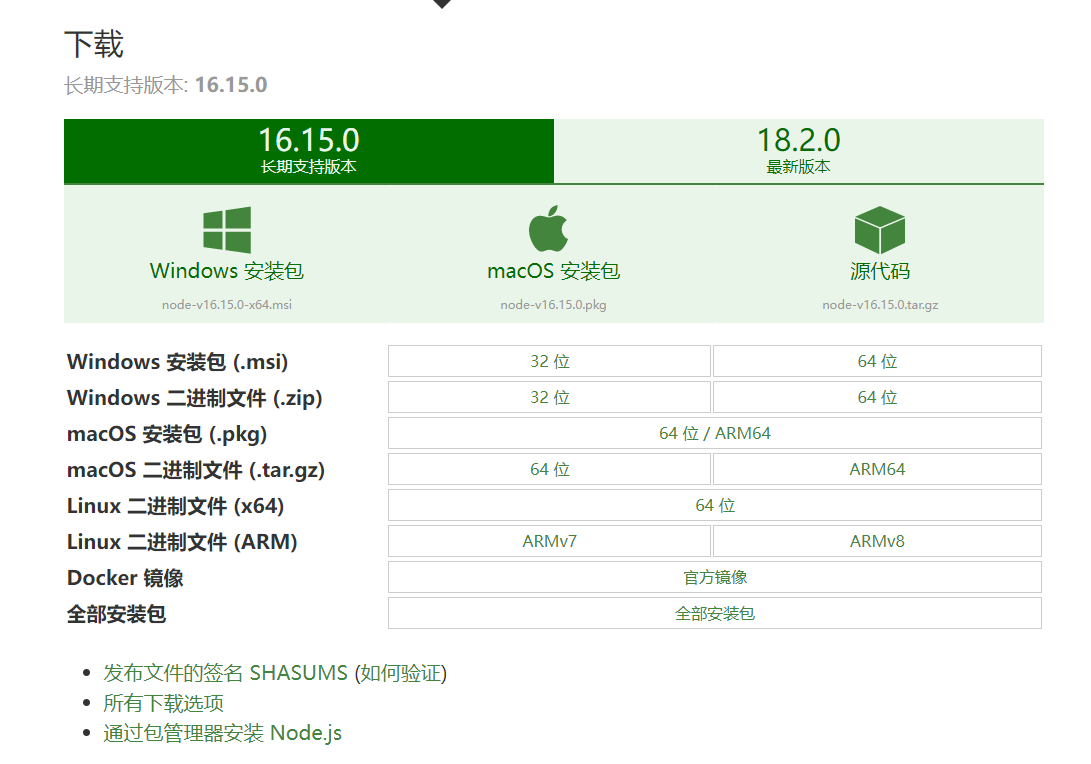 下载
长期支持版本: 16.15.0
16.15.0
长期支持版本
18.2.0
最新版本
Windows 安装包
node-v16.15.0-x64.msi
macOS 安装包
node-v16.15.0.pkg
源代码
node-v16.15.0.tar.gz
Windows 安装包 (.msi) 32 位 64 位
Windows 二进制文件 (.zip) 32 位 64 位
macOS 安装包 (.pkg) 64 位 / ARM64
macOS 二进制文件 (.tar.gz) 64 位 ARM64
Linux 二进制文件 (x64) 64 位
Linux 二进制文件 (ARM) ARMv7 ARMv8
Docker 镜像 官方镜像
全部安装包 全部安装包
发布文件的签名 SHASUMS (如何验证)
所有下载选项
通过包管理器安装 Node.js